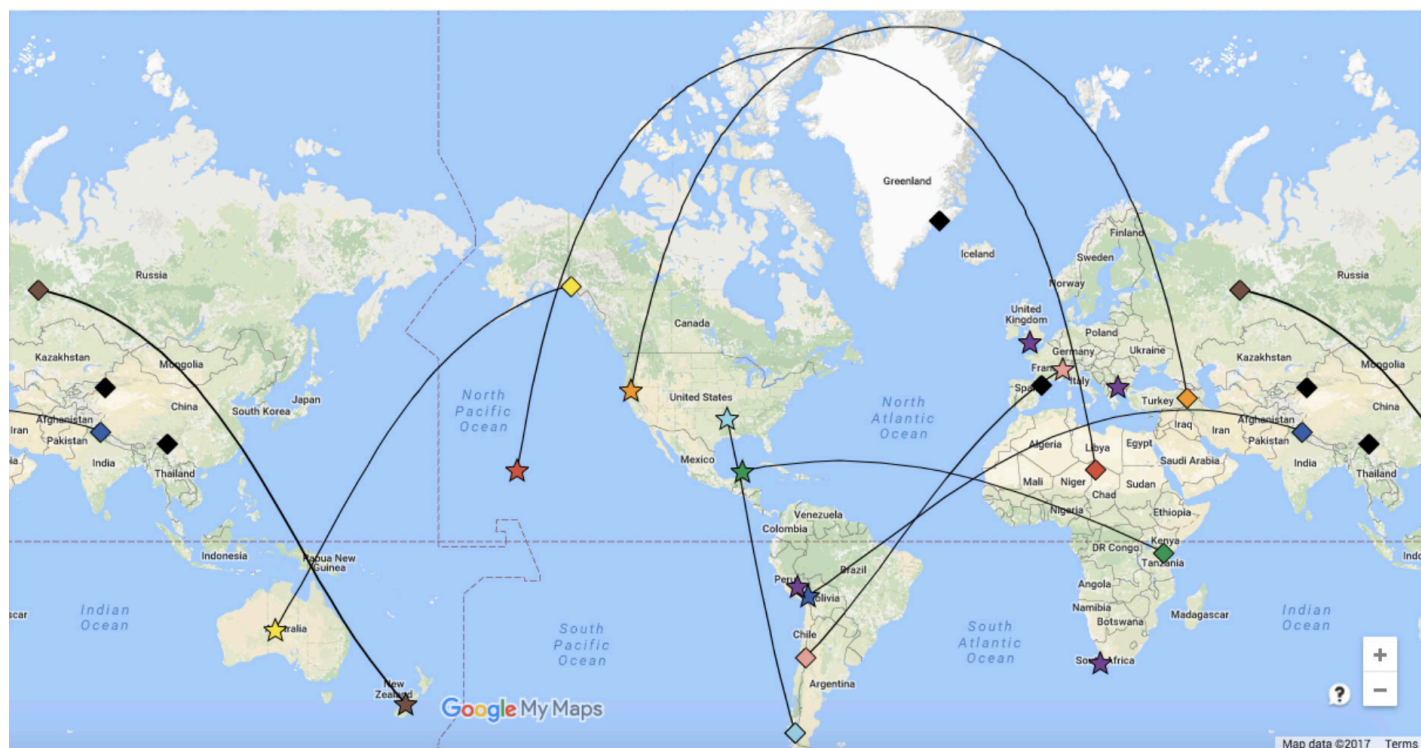 Greenland
Iceland
Finland
Sweden
Norway
Russia
Russia
Canada
United
Kingdom
Poland
Germany
Ukraine
Kazakhstan
Mongolia
Kazakhstan
Mongolia
North
Pacific
Ocean
United States
North
Atlantic
Ocean
Italy
Turkey
China
South Korea
Japan
Afghanistan
Pakistan
Iran
India
Thailand
Mexico
Algeria
Libya
Egypt
Iraq
Iran
Afghanistan
Pakistan
Saudi Arabia
India
China
Thailand
Mali
Niger
Chad
Sudan
Venezuela
Colombia
Nigeria
Ethiopia
Indonesia
Papua New
Guinea
Brazil
DR Congo
Kenya
Tanzania
Indonesia
Indian
Ocean
South
Pacific
Ocean
Chile
Argentina
South
Atlantic
Ocean
Angola
Namibia
Botswana
Madagascar
Indian
Ocean
New
Zealand
Google My Maps
+
−
?
Map data ©2017 Terms